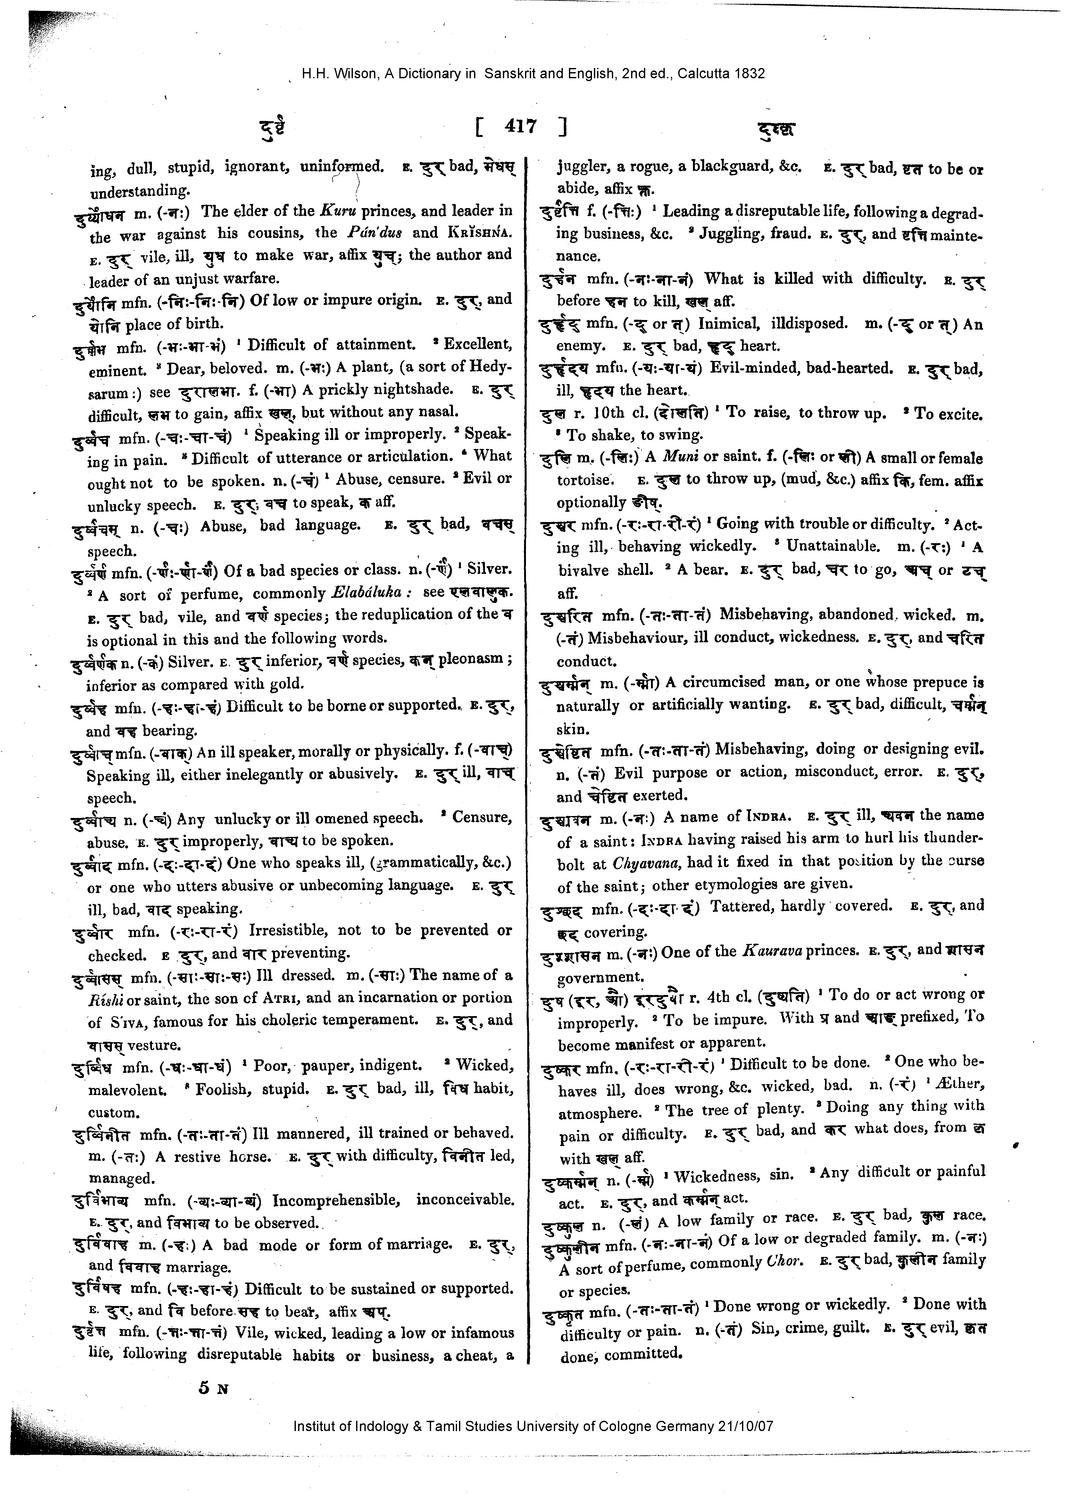 H.H. Wilson, A Dictionary in Sanskrit and English, 2nd ed., Calcutta 1832
दुर्व्वृ [ 417 ] दुष्कृ
ing, dull, stupid, ignorant, uninformed. E. दुर् bad, मेधस्
understanding.
दुर्य्योधन m. (-नः) The elder of the Kuru princes, and leader in
the war against his cousins, the Pán'dus and KRĬSHŃA.
E. दुर् vile, ill, युध to make war, affix युच्; the author and
leader of an unjust warfare.
दुर्योनि mfn. (-निः-निः-नि) Of low or impure origin. E. दुर्, and
योनि place of birth.
दुर्ल्लभ mfn. (-भः-भा-भं) ¹ Difficult of attainment. ² Excellent,
eminent. ³ Dear, beloved. m. (-भः) A plant, (a sort of Hedy-
sarum:) see दुरालभा. f. (-भा) A prickly nightshade. E. दुर्
difficult, लभ to gain, affix खल्, but without any nasal.
दुर्व्वच mfn. (-चः-चा-चं) ¹ Speaking ill or improperly. ² Speak-
ing in pain. ³ Difficult of utterance or articulation. ⁴ What
ought not to be spoken. n. (-चं) ¹ Abuse, censure. ² Evil or
unlucky speech. E. दुर्, वच to speak, क aff.
दुर्व्वचस् n. (-चः) Abuse, bad language. E. दुर् bad, वचस्
speech.
दुर्व्वर्ण mfn. (-र्णः-र्णा-र्णं) Of a bad species or class. n. (-र्णं) ¹ Silver.
² A sort of perfume, commonly Elabáluka: see एलवालुक.
E. दुर् bad, vile, and वर्ण species; the reduplication of the व
is optional in this and the following words.
दुर्व्वर्णक n. (-कं) Silver. E. दुर् inferior, वर्ण species, कन् pleonasm;
inferior as compared with gold.
दुर्व्वह mfn. (-हः-हा-हं) Difficult to be borne or supported. E. दुर्,
and वह bearing.
दुर्व्वाच् mfn. (-वाक्) An ill speaker, morally or physically. f. (-वाच्)
Speaking ill, either inelegantly or abusively. E. दुर् ill, वाच्
speech.
दुर्व्वाच्य n. (-च्यं) Any unlucky or ill omened speech. ² Censure,
abuse. E. दुर् improperly, वाच्य to be spoken.
दुर्व्वाद mfn. (-दः-दा-दं) One who speaks ill, (grammatically, &c.)
or one who utters abusive or unbecoming language. E. दुर्
ill, bad, वाद speaking.
दुर्व्वार mfn. (-रः-रा-रं) Irresistible, not to be prevented or
checked. E दुर्, and वार preventing.
दुर्व्वासस् mfn. (-साः-साः-सः) Ill dressed. m. (-साः) The name of a
Rishi or saint, the son of ATRI, and an incarnation or portion
of S'IVA, famous for his choleric temperament. E. दुर्, and
वासस् vesture.
दुर्व्विध mfn. (-धः-धा-धं) ¹ Poor, pauper, indigent. ² Wicked,
malevolent. ³ Foolish, stupid. E. दुर् bad, ill, विध habit,
custom.
दुर्व्विनीत mfn. (-तः-ता-तं) Ill mannered, ill trained or behaved.
m. (-तः) A restive horse. E. दुर् with difficulty, विनीत led,
managed.
दुर्विभाव्य mfn. (-व्यः-व्या-व्यं) Incomprehensible, inconceivable.
E. दुर्, and विभाव्य to be observed.
दुर्विवाह m. (-हः) A bad mode or form of marriage. E. दुर्,
and विवाह marriage.
दुर्विषह mfn. (-हः-हा-हं) Difficult to be sustained or supported.
E. दुर्, and वि before सह to bear, affix अप्.
दुर्वृत्त mfn. (-त्तः-त्ता-त्तं) Vile, wicked, leading a low or infamous
life, following disreputable habits or business, a cheat, a
5 N
juggler, a rogue, a blackguard, &c. E. दुर् bad, वृत to be or
abide, affix क्त.
दुर्वृत्ति f. (-त्तिः) ¹ Leading a disreputable life, following a degrad-
ing business, &c. ² Juggling, fraud. E. दुर्, and वृत्ति mainte-
nance.
दुर्हन mfn. (-नः-ना-नं) What is killed with difficulty. E. दुर्
before हन to kill, खल् aff.
दुर्हृद् mfn. (-द् or त्) Inimical, illdisposed. m. (-द् or त्) An
enemy. E. दुर् bad, हृद् heart.
दुर्हृदय mfn. (-यः-या-यं) Evil-minded, bad-hearted. E. दुर् bad,
ill, हृदय the heart.
दुल r. 10th cl. (दोलति) ¹ To raise, to throw up. ² To excite.
³ To shake, to swing.
दुलि m. (-लिः) A Muni or saint. f. (-लिः or ली) A small or female
tortoise. E. दुल to throw up, (mud, &c.) affix कि, fem. affix
optionally ङीष्.
दुश्चर mfn. (-रः-रा-री-रं) ¹ Going with trouble or difficulty. ² Act-
ing ill, behaving wickedly. ³ Unattainable. m. (-रः) ¹ A
bivalve shell. ² A bear. E. दुर् bad, चर to go, अच् or टच्
aff.
दुश्चरित mfn. (-तः-ता-तं) Misbehaving, abandoned, wicked. m.
(-तं) Misbehaviour, ill conduct, wickedness. E. दुर्, and चरित
conduct.
दुश्चर्म्मन् m. (-र्म्मा) A circumcised man, or one whose prepuce is
naturally or artificially wanting. E. दुर् bad, difficult, चर्म्मन्
skin.
दुश्चेष्टित mfn. (-तः-ता-तं) Misbehaving, doing or designing evil.
n. (-तं) Evil purpose or action, misconduct, error. E. दुर्,
and चेष्टित exerted.
दुश्च्यवन m. (-नः) A name of INDRA. E. दुर् ill, च्यवन the name
of a saint: INDRA having raised his arm to hurl his thunder-
bolt at Chyavana, had it fixed in that position by the curse
of the saint; other etymologies are given.
दुश्छद mfn. (-दः-दा-दं) Tattered, hardly covered. E. दुर्, and
छद covering.
दुश्शासन m. (-नः) One of the Kaurava princes. E. दुर्, and शासन
government.
दुष r. 4th cl. (दुष्यति) ¹ To do or act wrong or
improperly. ² To be impure. With प्र and आङ् prefixed, To
become manifest or apparent.
दुष्कर mfn. (-रः-रा-री-रं) ¹ Difficult to be done. ² One who be-
haves ill, does wrong, &c. wicked, bad. n. (-रं) ¹ Æther,
atmosphere. ² The tree of plenty. ³ Doing any thing with
pain or difficulty. E. दुर् bad, and कर what does, from कृ
with खल् aff.
दुष्कर्म्मन् n. (-र्म्म) ¹ Wickedness, sin. ² Any difficult or painful
act. E. दुर्, and कर्म्मन् act.
दुष्कुल n. (-लं) A low family or race. E. दुर् bad, कुल race.
दुष्कुलीन mfn. (-नः-ना-नं) Of a low or degraded family. m. (-नः)
A sort of perfume, commonly Chor. E. दुर् bad, कुलीन family
or species.
दुष्कृत mfn. (-तः-ता-तं) ¹ Done wrong or wickedly. ² Done with
difficulty or pain. n. (-तं) Sin, crime, guilt. E. दुर् evil, कृत
done, committed.
Institut of Indology & Tamil Studies University of Cologne Germany 21/10/07